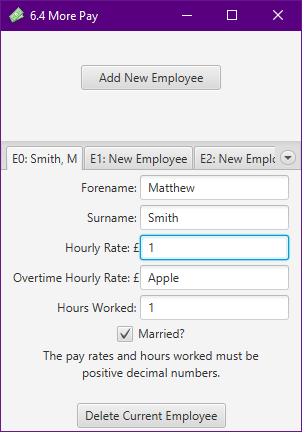 6.4 More Pay
Add New Employee
E0: Smith, M
E1: New Employee
E2: New Emplo
Forename: Matthew
Surname: Smith
Hourly Rate: £ 1
Overtime Hourly Rate: £ Apple
Hours Worked: 1
Married?
The pay rates and hours worked must be
positive decimal numbers.
Delete Current Employee